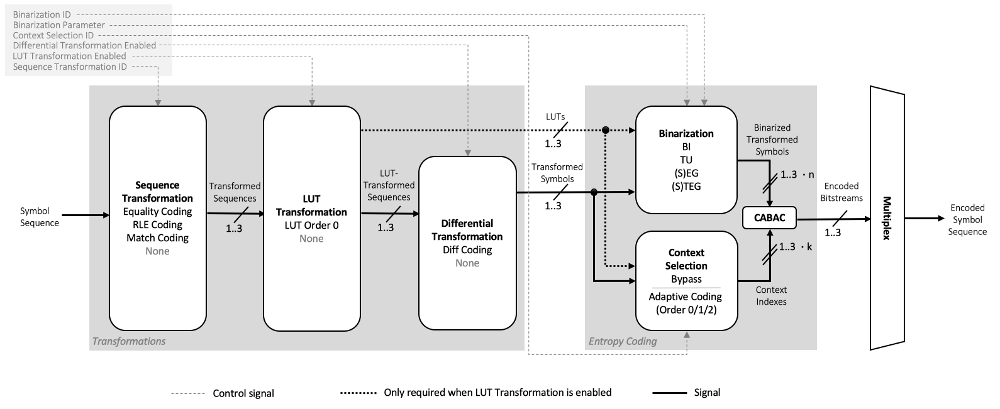 Binarization ID
Binarization Parameter
Context Selection ID
Differential Transformation Enabled
LUT Transformation Enabled
Sequence Transformation ID
Symbol
Sequence
Sequence
Transformation
Equality Coding
RLE Coding
Match Coding
None
Transformed
Sequences
1..3
LUT
Transformation
LUT Order 0
None
LUT-
Transformed
Sequences
1..3
Differential
Transformation
Diff Coding
None
Transformations
LUTs
1..3
Transformed
Symbols
1..3
Binarization
BI
TU
(S)EG
(S)TEG
Context
Selection
Bypass
Adaptive Coding
(Order 0/1/2)
Entropy Coding
Binarized
Transformed
Symbols
1..3 · n
CABAC
1..3 · k
Context
Indexes
Encoded
Bitstreams
1..3
Multiplex
Encoded
Symbol
Sequence
Control signal
Only required when LUT Transformation is enabled
Signal